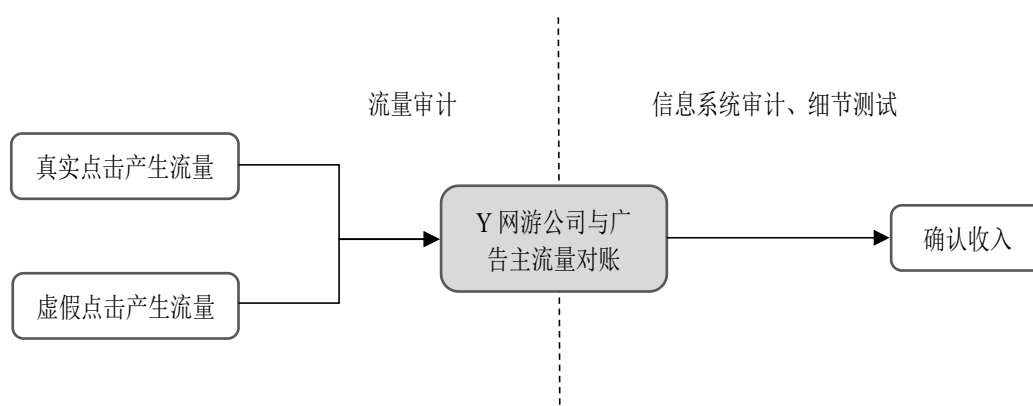 流量审计
信息系统审计、细节测试
真实点击产生流量
Y 网游公司与广
告主流量对账
确认收入
虚假点击产生流量